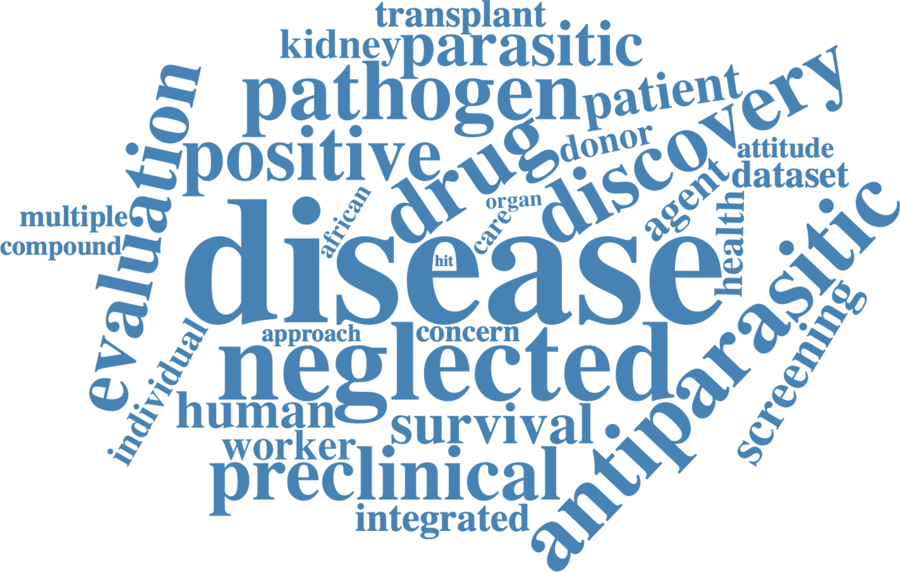 transplant
kidney
parasitic
pathogen
patient
discovery
evaluation
positive
drug
donor
attitude
dataset
agent
organ
african
care
multiple
compound
disease
hit
health
antiparasitic
approach
concern
neglected
individual
screening
human
survival
worker
preclinical
integrated